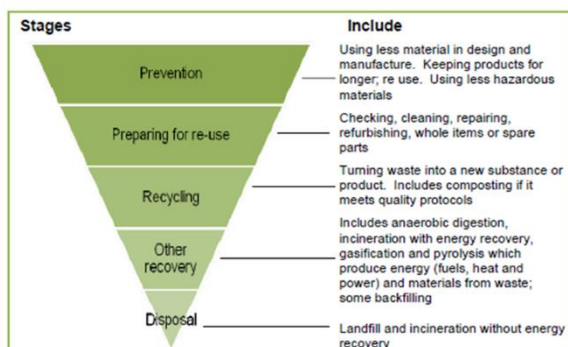 Stages
Include
Prevention
Using less material in design and
manufacture. Keeping products for
longer; re use. Using less hazardous
materials
Preparing for re-use
Checking, cleaning, repairing,
refurbishing, whole items or spare
parts
Recycling
Turning waste into a new substance or
product. Includes composting if it
meets quality protocols
Other
recovery
Includes anaerobic digestion,
incineration with energy recovery,
gasification and pyrolysis which
produce energy (fuels, heat and
power) and materials from waste;
some backfilling
Disposal
Landfill and incineration without energy
recovery